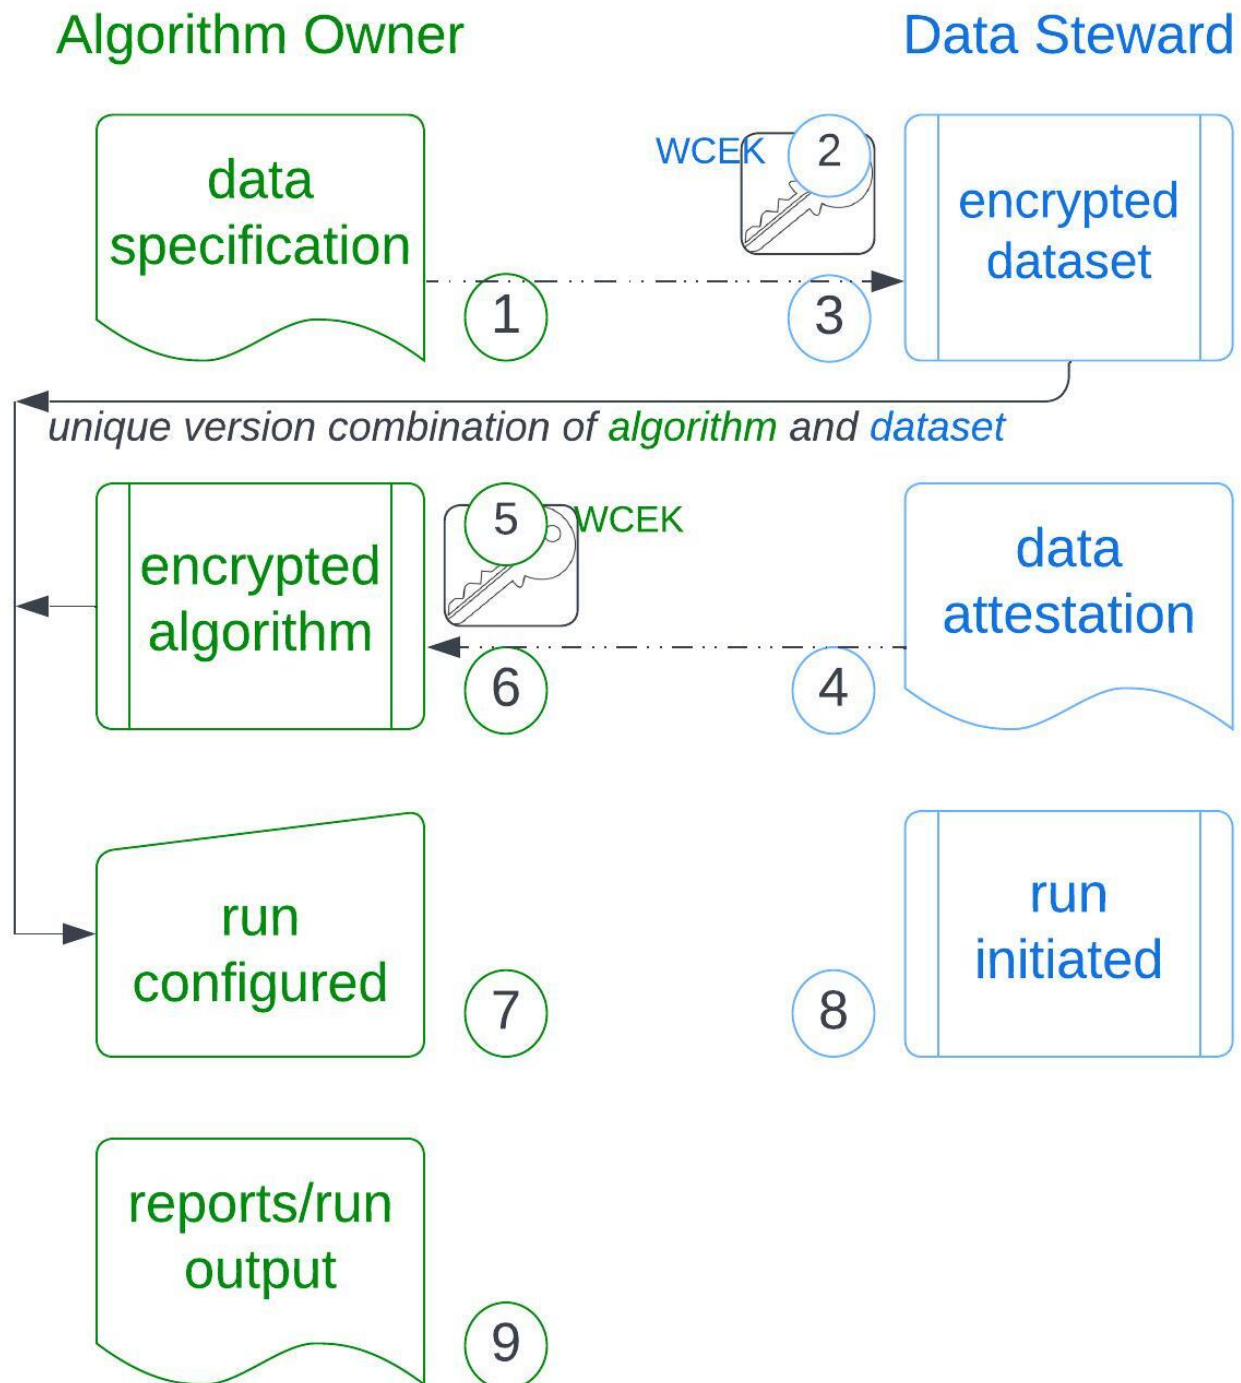 Algorithm Owner
Data Steward
data
specification
WCEK
2
encrypted
dataset
1
3
unique version combination of algorithm and dataset
encrypted
algorithm
5
WCEK
data
attestation
6
4
run
configured
7
8
run
initiated
reports/run
output
9